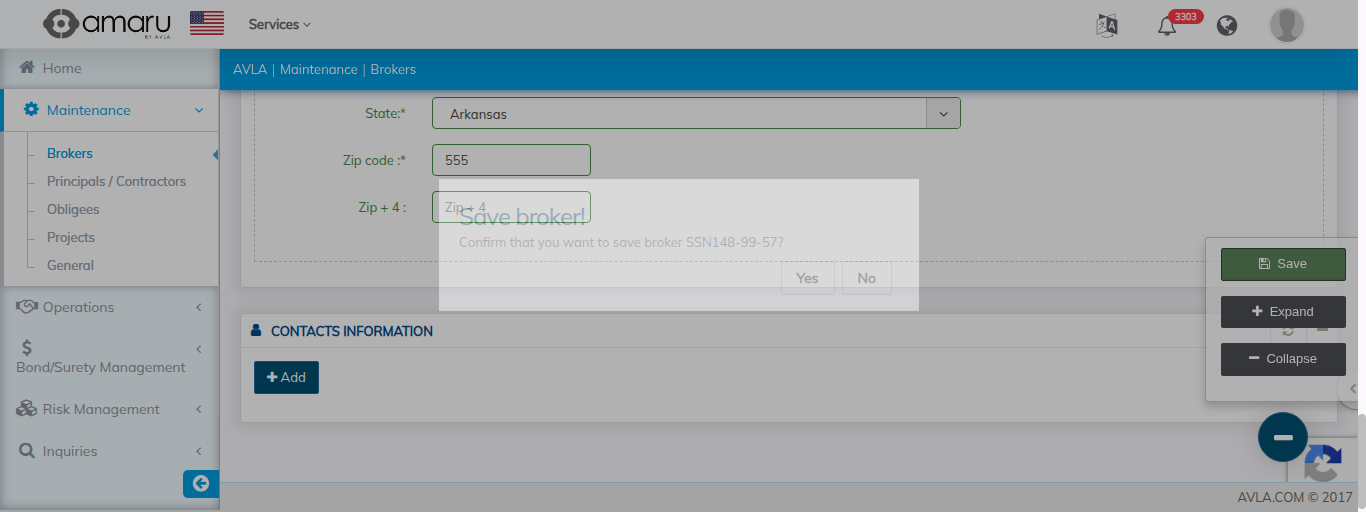 amaru
BY AVLA
Services
3303
Home
AVLA | Maintenance | Brokers
Maintenance
Brokers
Principals / Contractors
Obligees
Projects
General
Operations
Bond/Surety Management
Risk Management
Inquiries
State:*
Arkansas
Zip code :*
555
Zip + 4 :
Zip + 4
Save broker!
Confirm that you want to save broker SSN148-99-57?
Yes No
Save
Expand
Collapse
CONTACTS INFORMATION
Add
AVLA.COM © 2017